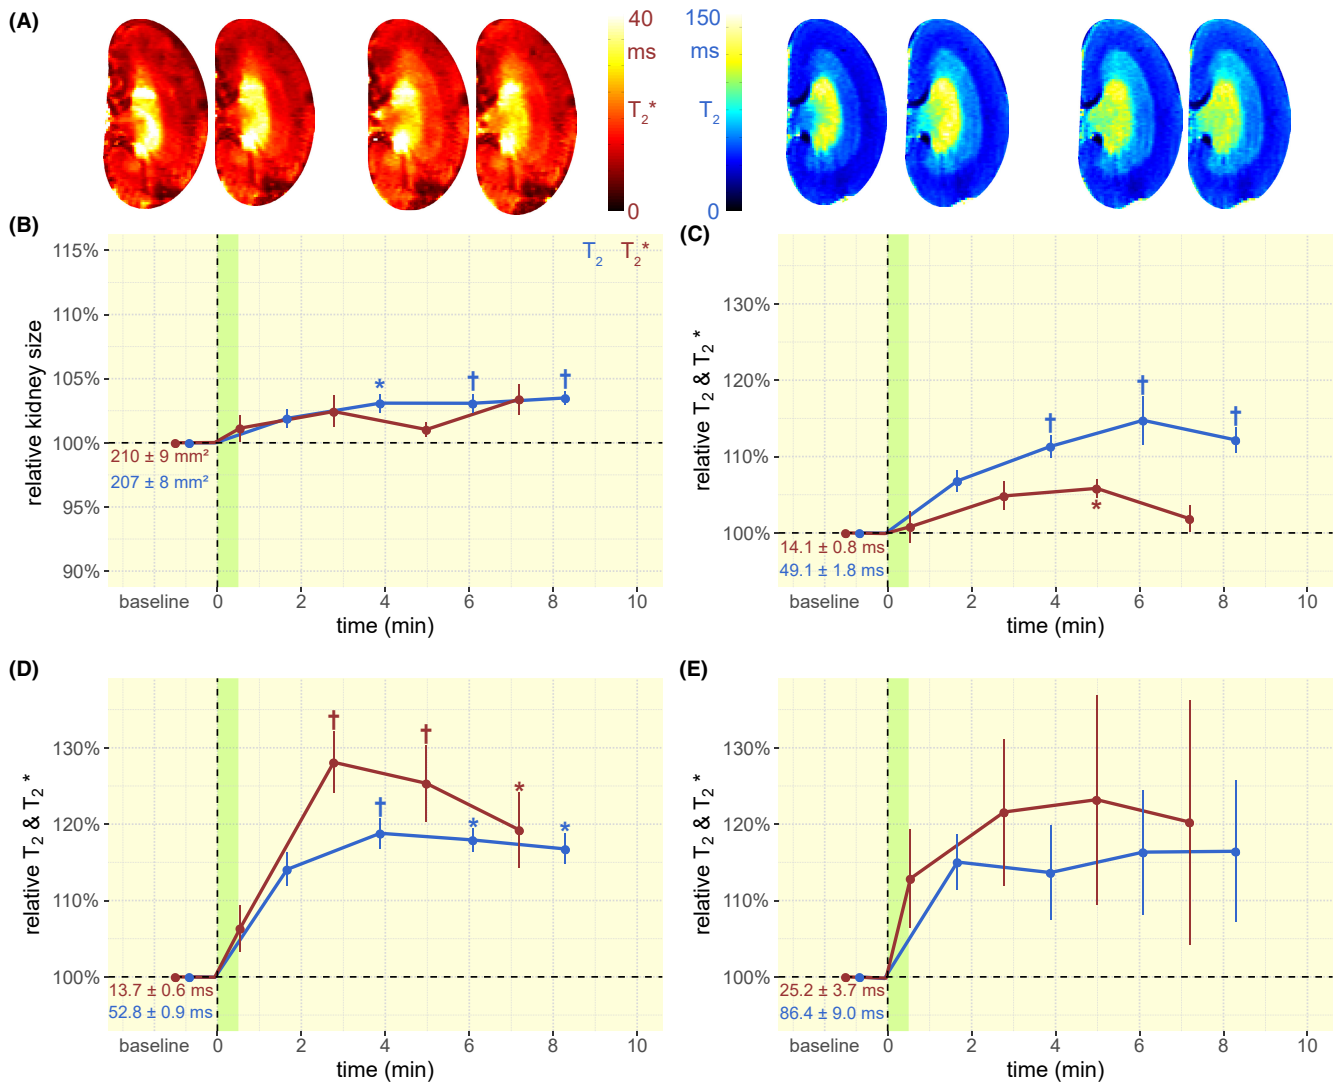 (A)
40
ms
T2*
0
150
ms
T2
0
(B)
T2 T2*
115%
110%
105%
100%
95%
90%
relative kidney size
* † †
210 ± 9 mm²
207 ± 8 mm²
baseline 0 2 4 6 8 10
time (min)
(C)
130%
120%
110%
100%
relative T2 & T2 *
† † †
*
14.1 ± 0.8 ms
49.1 ± 1.8 ms
baseline 0 2 4 6 8 10
time (min)
(D)
130%
120%
110%
100%
relative T2 & T2 *
† † *
† * *
13.7 ± 0.6 ms
52.8 ± 0.9 ms
baseline 0 2 4 6 8 10
time (min)
(E)
130%
120%
110%
100%
relative T2 & T2 *
25.2 ± 3.7 ms
86.4 ± 9.0 ms
baseline 0 2 4 6 8 10
time (min)